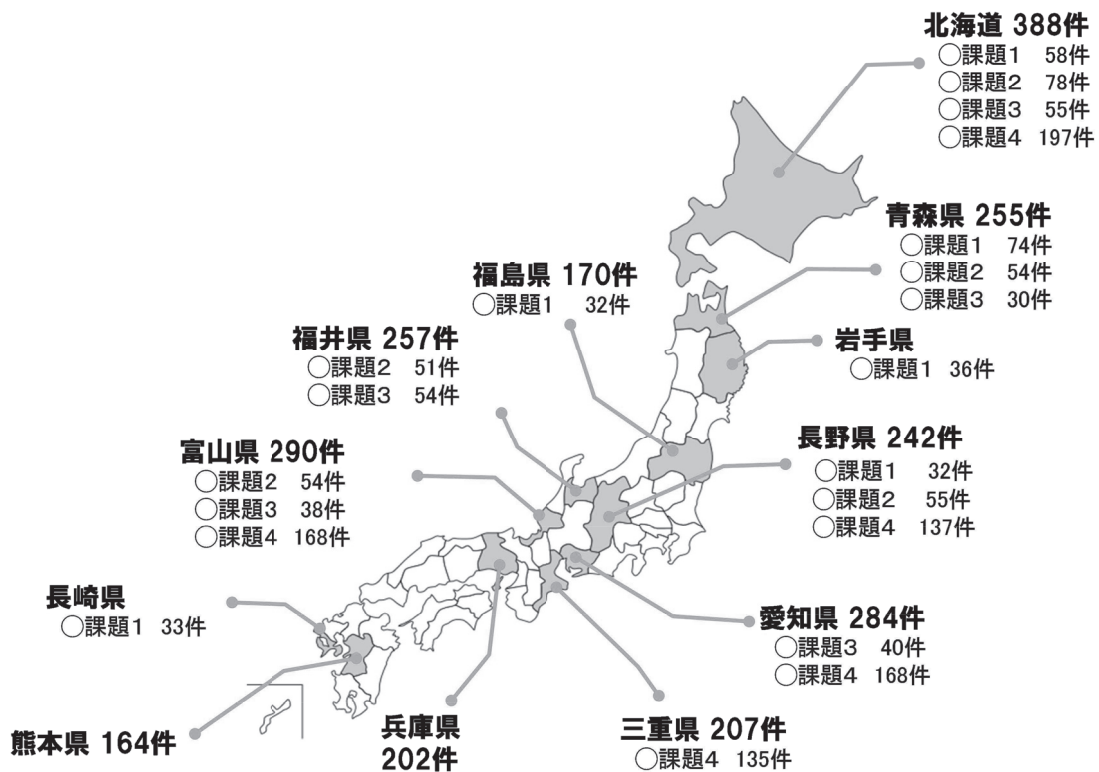 北海道 388件
○課題1 58件
○課題2 78件
○課題3 55件
○課題4 197件
青森県 255件
○課題1 74件
○課題2 54件
○課題3 30件
福島県 170件
○課題1 32件
岩手県
○課題1 36件
福井県 257件
○課題2 51件
○課題3 54件
長野県 242件
○課題1 32件
○課題2 55件
○課題4 137件
富山県 290件
○課題2 54件
○課題3 38件
○課題4 168件
長崎県
○課題1 33件
愛知県 284件
○課題3 40件
○課題4 168件
熊本県 164件
兵庫県
202件
三重県 207件
○課題4 135件